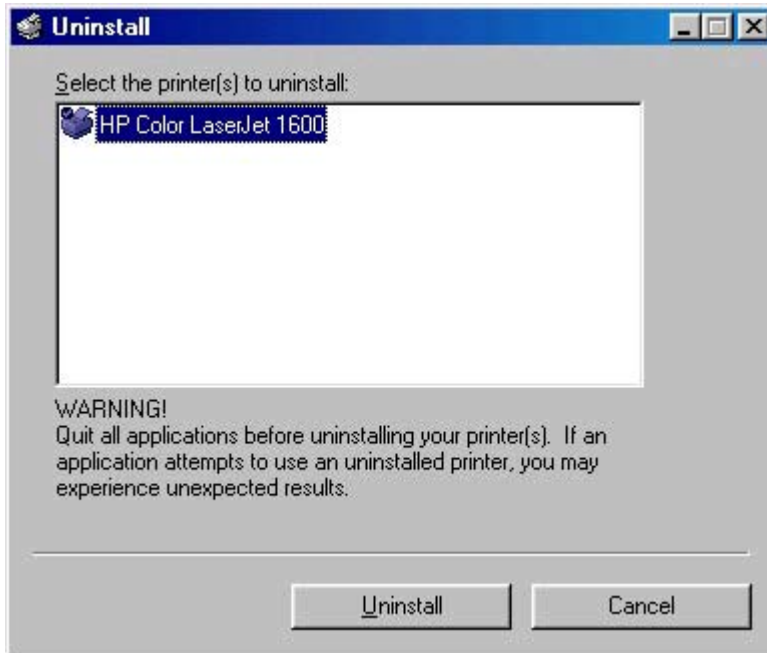 Uninstall
Select the printer(s) to uninstall:
HP Color LaserJet 1600
WARNING!
Quit all applications before uninstalling your printer(s). If an
application attempts to use an uninstalled printer, you may
experience unexpected results.
Uninstall
Cancel